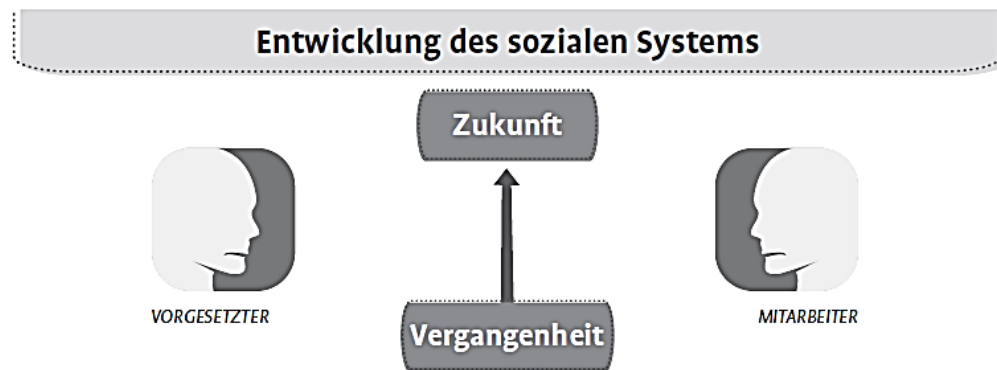 Entwicklung des sozialen Systems
Zukunft
VORGESETZTER
MITARBEITER
Vergangenheit